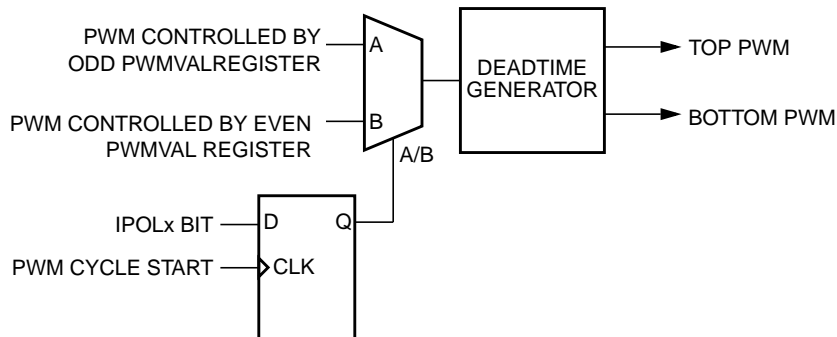 PWM CONTROLLED BY
ODD PWMVALREGISTER
A
DEADTIME
GENERATOR
TOP PWM
PWM CONTROLLED BY EVEN
PWMVAL REGISTER
B
BOTTOM PWM
A/B
IPOLx BIT
D
Q
PWM CYCLE START
CLK